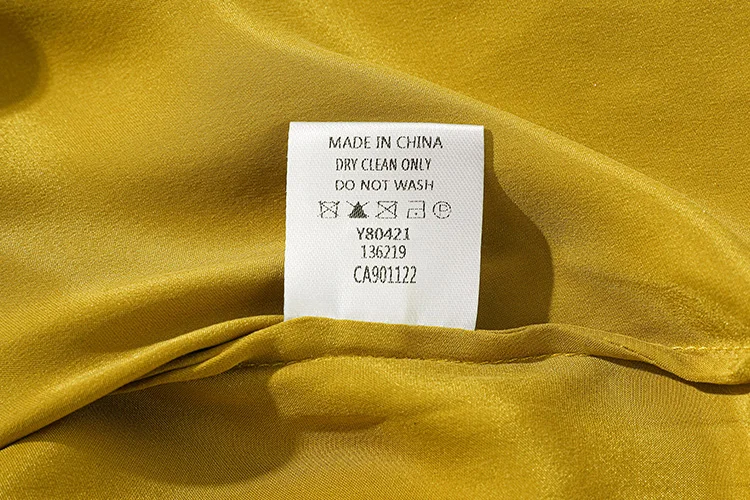 MADE IN CHINA
DRY CLEAN ONLY
DO NOT WASH
P
Y80421
136219
CA901122